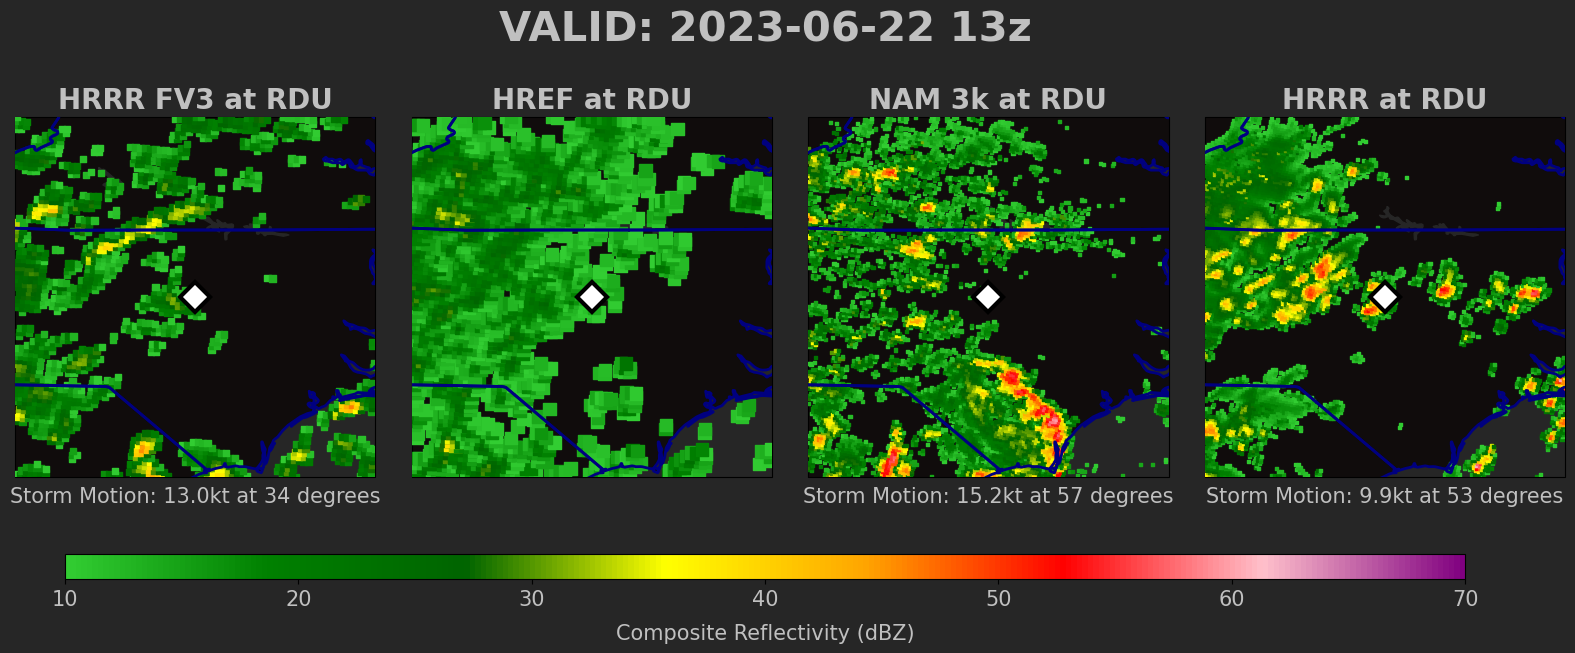 VALID: 2023-06-22 13z
HRRR FV3 at RDU
HREF at RDU
NAM 3k at RDU
HRRR at RDU
Storm Motion: 13.0kt at 34 degrees
Storm Motion: 15.2kt at 57 degrees
Storm Motion: 9.9kt at 53 degrees
10 20 30 40 50 60 70
Composite Reflectivity (dBZ)